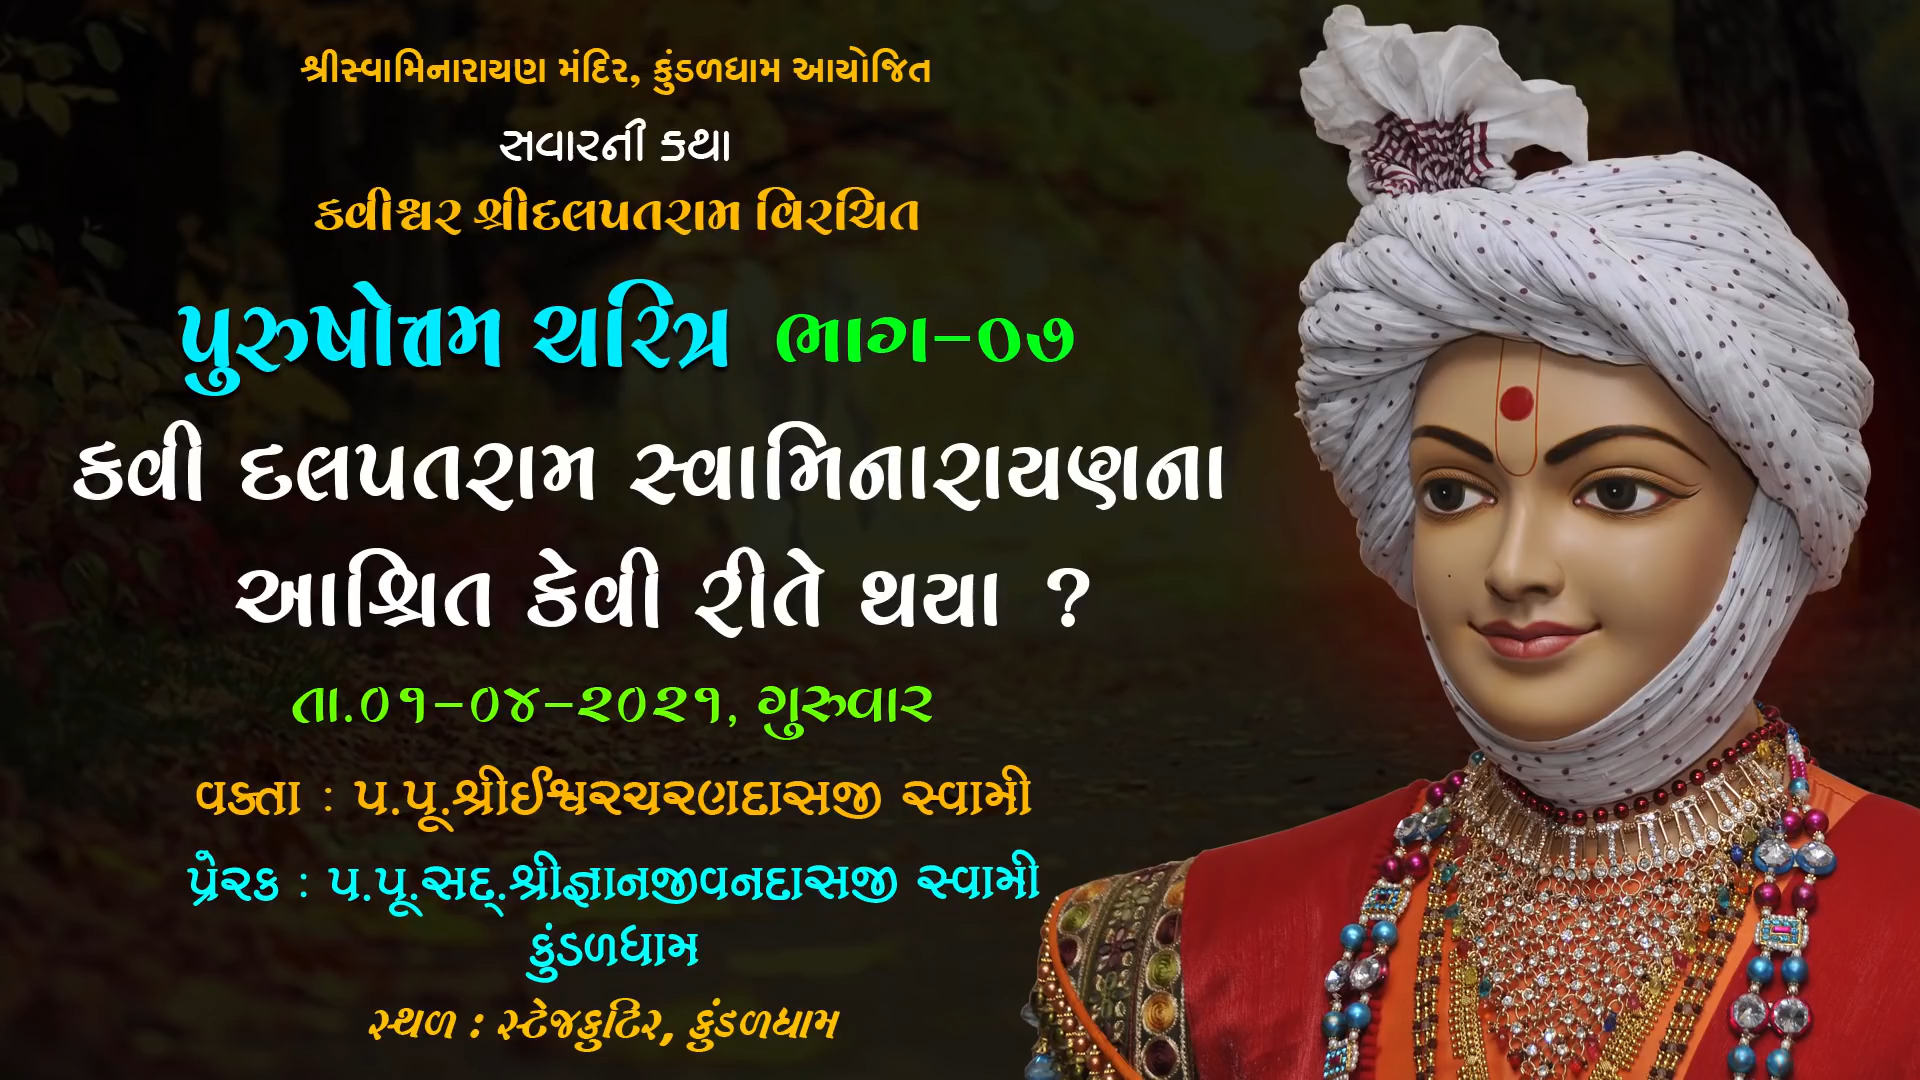 શ્રીસ્વામિનારાયણ મંદિર, કુંડળધામ આયોજિત
સવારની કથા
કવીશ્વર શ્રીદલપતરામ વિરચિત
પુરુષોત્તમ ચરિત્ર ભાગ-૦૭
કવી દલપતરામ સ્વામિનારાયણના
આશ્રિત કેવી રીતે થયા ?
તા.૦૧-૦૪-૨૦૨૧, ગુરુવાર
વક્તા : પ.પૂ.શ્રીઈશ્વરચરણદાસજી સ્વામી
પ્રેરક : પ.પૂ.સદ્.શ્રીજ્ઞાનજીવનદાસજી સ્વામી
કુંડળધામ
સ્થળ : સ્ટેજકુટિર, કુંડળધામ